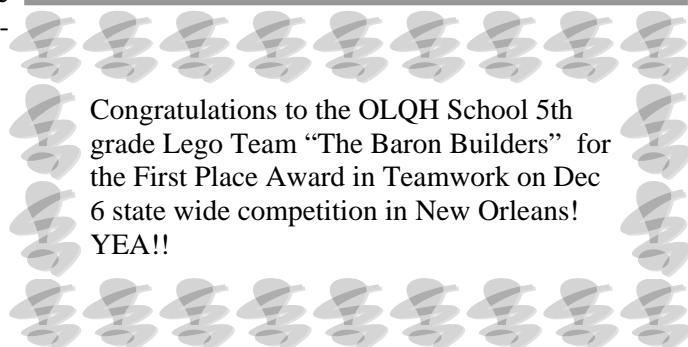 Congratulations to the OLQH School 5th
grade Lego Team “The Baron Builders”  for
the First Place Award in Teamwork on Dec
6 state wide competition in New Orleans!
YEA!!